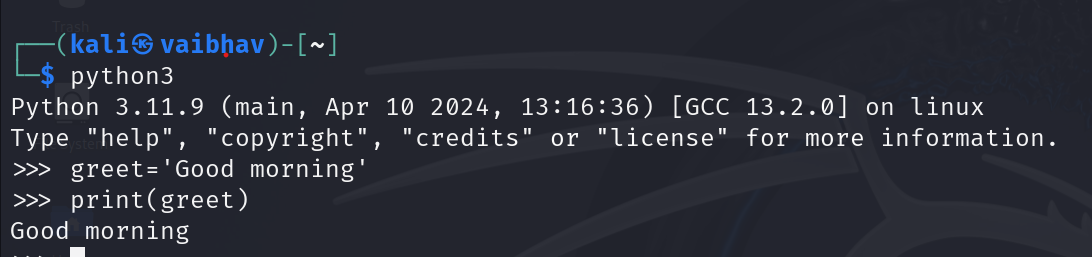 Trash
┌──(kali㉿vaibhav)-[~]
└─$ python3
Python 3.11.9 (main, Apr 10 2024, 13:16:36) [GCC 13.2.0] on linux
Type "help", "copyright", "credits" or "license" for more information.
>>> greet='Good morning'
>>> print(greet)
Good morning
>>>